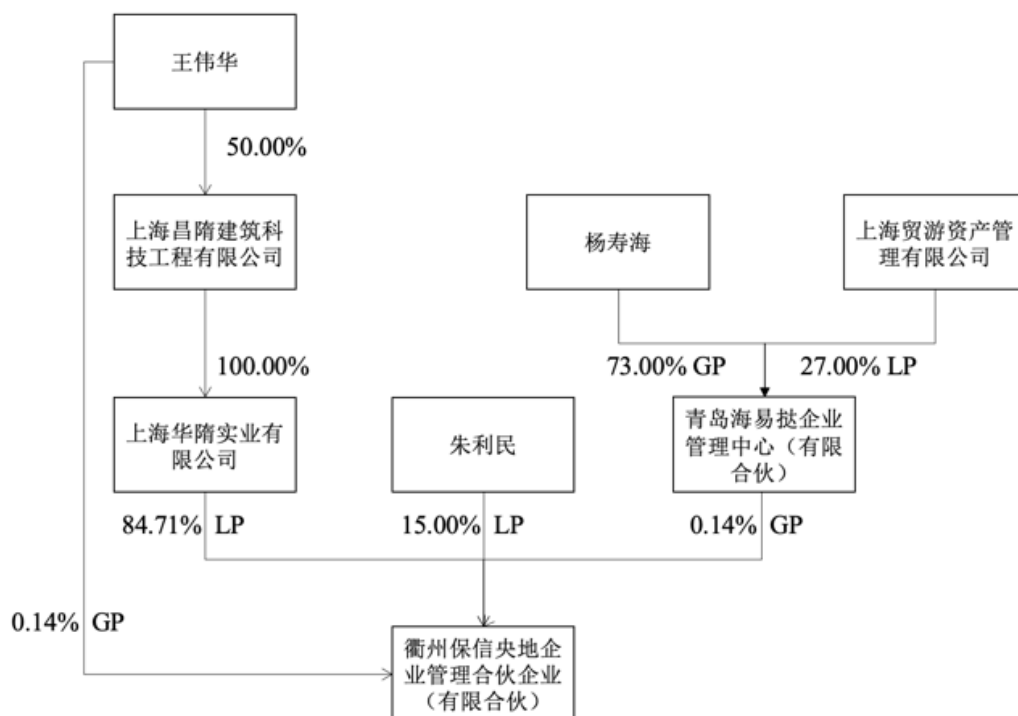 王伟华
50.00%
上海昌隋建筑科
技工程有限公司
杨寿海
上海贸游资产管
理有限公司
100.00%
73.00% GP
27.00% LP
上海华隋实业有
限公司
朱利民
青岛海易挞企业
管理中心（有限
合伙）
84.71% LP
15.00% LP
0.14% GP
0.14% GP
衢州保信央地企
业管理合伙企业
（有限合伙）